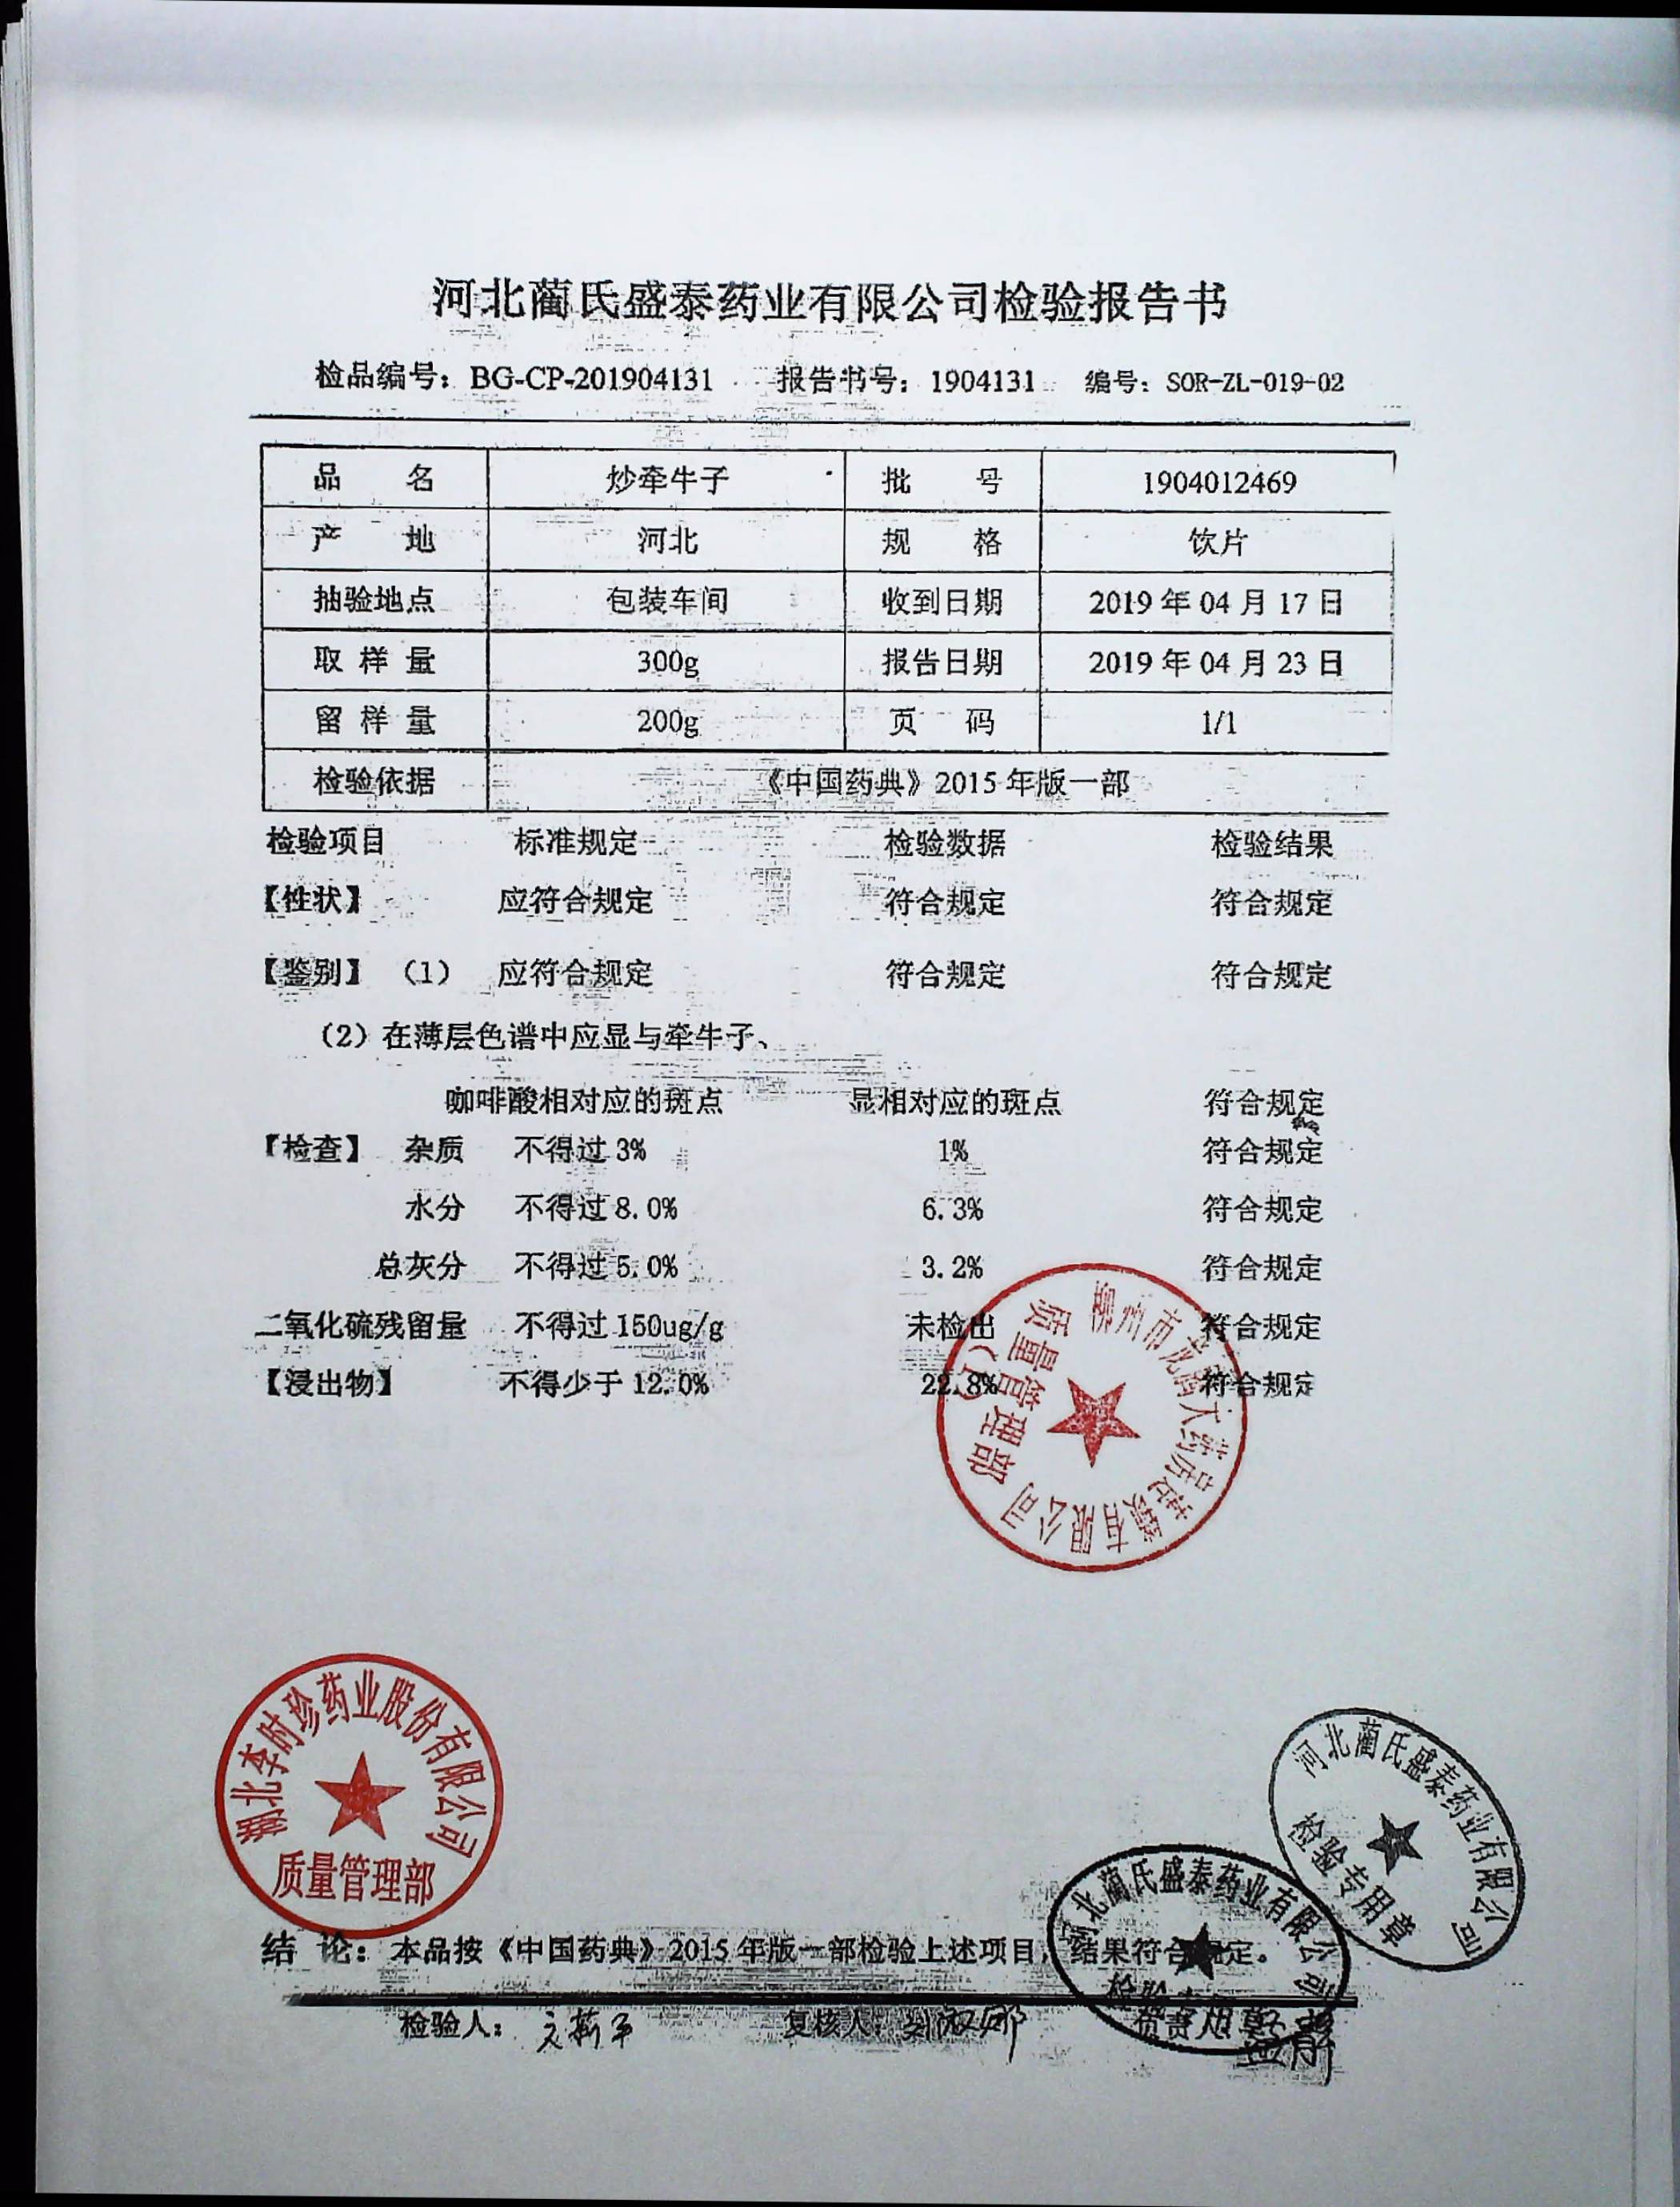 河北蔺氏盛泰药业有限公司检验报告书
检品编号：BG-CP-201904131 报告书号：1904131 编号：SOR-ZL-019-02
品 名 炒牵牛子 批 号 1904012469
产 地 河北 规 格 饮片
抽验地点 包装车间 收到日期 2019年04月17日
取 样 量 300g 报告日期 2019年04月23日
留 样 量 200g 页 码 1/1
检验依据 《中国药典》2015年版一部
检验项目 标准规定 检验数据 检验结果
【性状】 应符合规定 符合规定 符合规定
【鉴别】（1） 应符合规定 符合规定 符合规定
（2）在薄层色谱中应显与牵牛子、
咖啡酸相对应的斑点 显相对应的斑点 符合规定
【检查】 杂质 不得过3% 1% 符合规定
水分 不得过8.0% 6.3% 符合规定
总灰分 不得过5.0% 3.2% 符合规定
二氧化硫残留量 不得过150ug/g 未检出 符合规定
【浸出物】 不得少于12.0% 22.8% 符合规定
质量管理部
(1)
湖北李时珍药业股份有限公司
质量管理部
河北蔺氏盛泰药业有限公司
检验专用章
河北蔺氏盛泰药业有限公司
结 论：本品按《中国药典》2015年版一部检验上述项目，结果符合规定。
检验人： 复核人： 负责人：